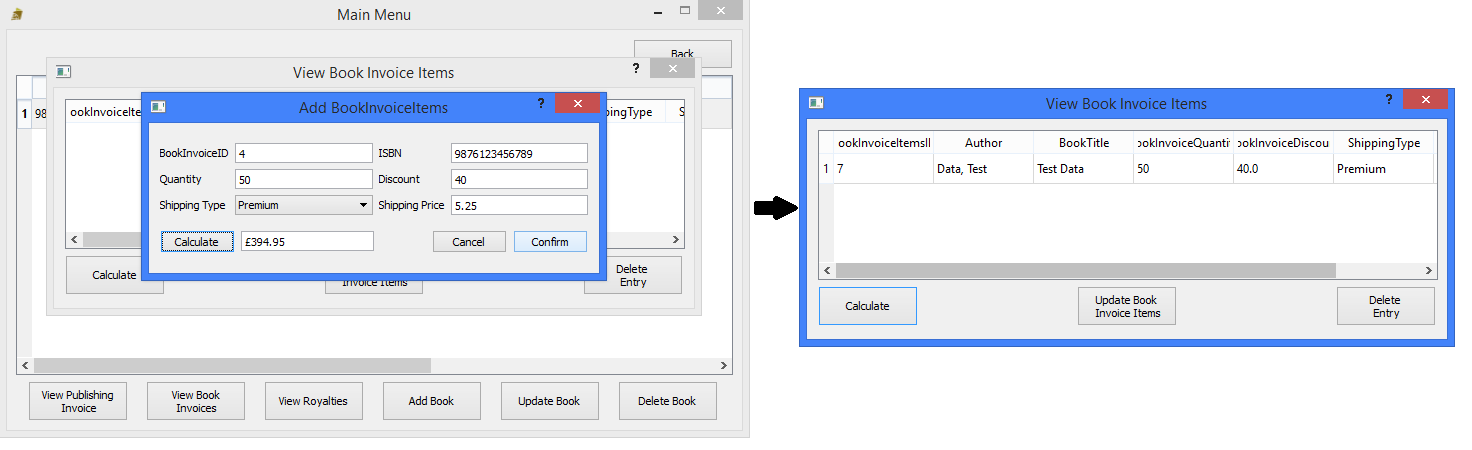 Main Menu
Back
View Book Invoice Items
?
ookInvoiceIte
pingType
S
1 98
Add BookInvoiceItems
?
BookInvoiceID 4 ISBN 9876123456789
Quantity 50 Discount 40
Shipping Type Premium Shipping Price 5.25
Calculate £394.95 Cancel Confirm
Calculate
Invoice Items
Delete
Entry
View Publishing
Invoice
View Book
Invoices
View Royalties
Add Book
Update Book
Delete Book
View Book Invoice Items
?
ookInvoiceItemsII Author BookTitle ookInvoiceQuanti ookInvoiceDiscou ShippingType
1 7 Data, Test Test Data 50 40.0 Premium
Calculate
Update Book
Invoice Items
Delete
Entry